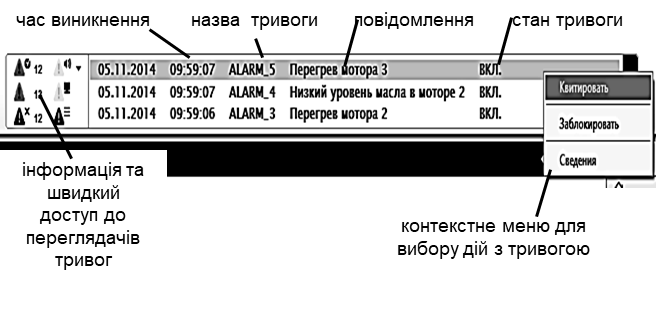 час виникнення назва тривоги повідомлення стан тривоги
12 05.11.2014 09:59:07 ALARM_5 Перегрев мотора 3 ВКЛ.
05.11.2014 09:59:07 ALARM_4 Низкий уровень масла в моторе 2 ВКЛ.
12 05.11.2014 09:59:06 ALARM_3 Перегрев мотора 2 ВКЛ.
Квитировать
Заблокировать
Сведения
інформація та
швидкий
доступ до
переглядачів
тривог
контекстне меню для
вибору дій з тривогою